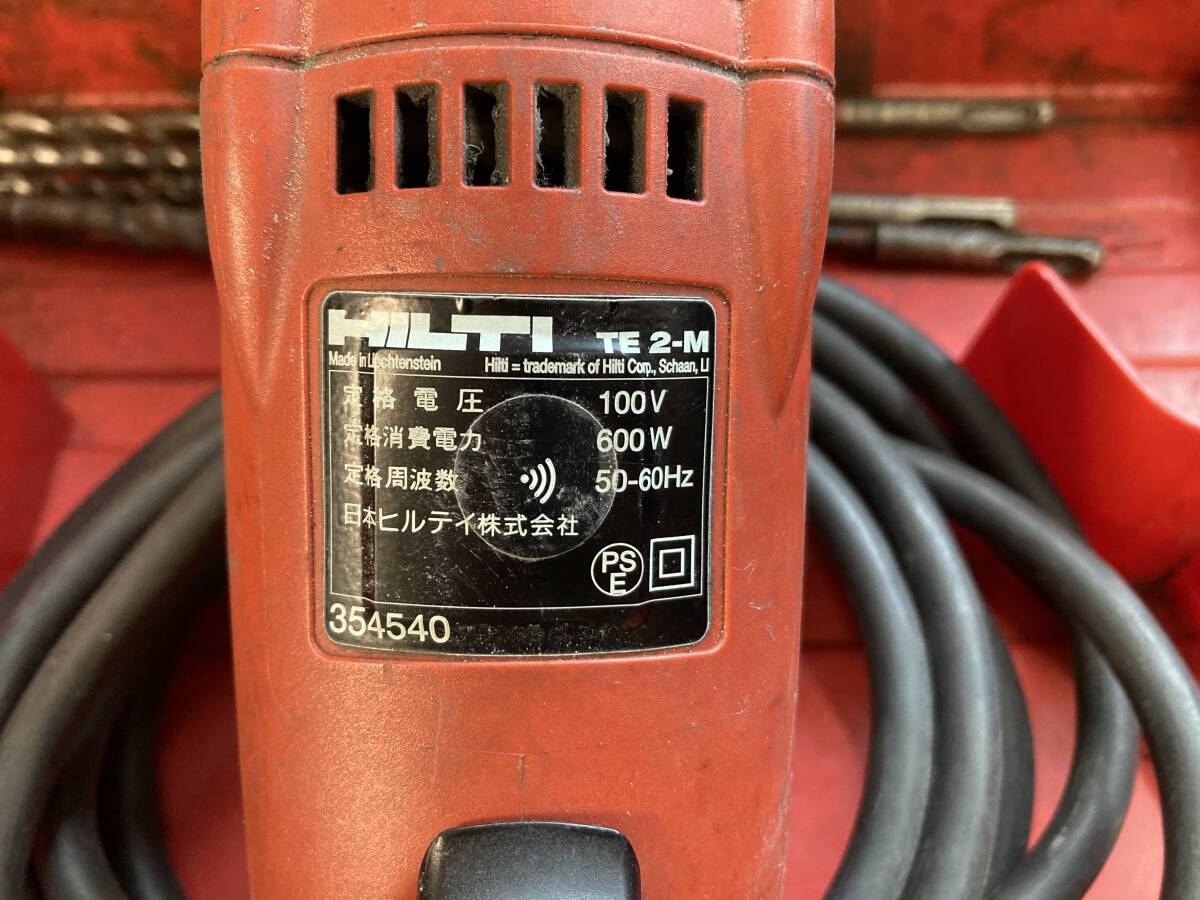 HILTI TE 2-M
Made in Liechtenstein Hilti = trademark of Hilti Corp., Schaan, LI
定格電圧 100V
定格消費電力 600W
定格周波数 50-60Hz
日本ヒルティ株式会社
PS
E
354540